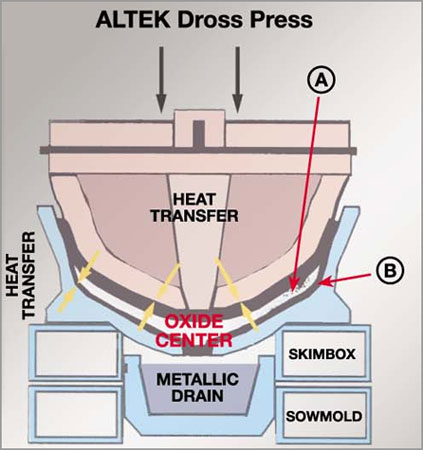 ALTEK Dross Press
A
HEAT
TRANSFER
B
HEAT
TRANSFER
OXIDE
CENTER
SKIMBOX
METALLIC
DRAIN
SOWMOLD